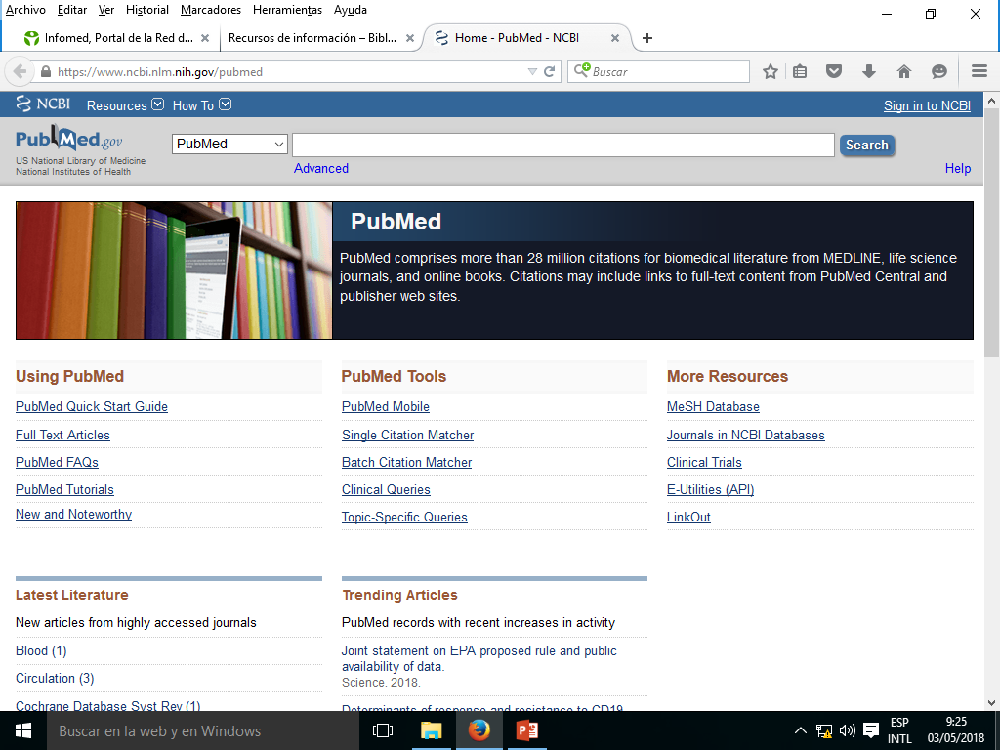 Archivo Editar Ver Historial Marcadores Herramientas Ayuda
Infomed, Portal de la Red d... × Recursos de información – Bibl... × Home - PubMed - NCBI × +
https://www.ncbi.nlm.nih.gov/pubmed Buscar
NCBI Resources How To Sign in to NCBI
PubMed.gov
US National Library of Medicine
National Institutes of Health
PubMed Search
Advanced Help
PubMed
PubMed comprises more than 28 million citations for biomedical literature from MEDLINE, life science
journals, and online books. Citations may include links to full-text content from PubMed Central and
publisher web sites.
Using PubMed
PubMed Quick Start Guide
Full Text Articles
PubMed FAQs
PubMed Tutorials
New and Noteworthy
PubMed Tools
PubMed Mobile
Single Citation Matcher
Batch Citation Matcher
Clinical Queries
Topic-Specific Queries
More Resources
MeSH Database
Journals in NCBI Databases
Clinical Trials
E-Utilities (API)
LinkOut
Latest Literature
New articles from highly accessed journals
Blood (1)
Circulation (3)
Cochrane Database Syst Rev (1)
Trending Articles
PubMed records with recent increases in activity
Joint statement on EPA proposed rule and public
availability of data.
Science. 2018.
Determinants of response and resistance to CD19
Buscar en la web y en Windows
ESP
INTL
9:25
03/05/2018